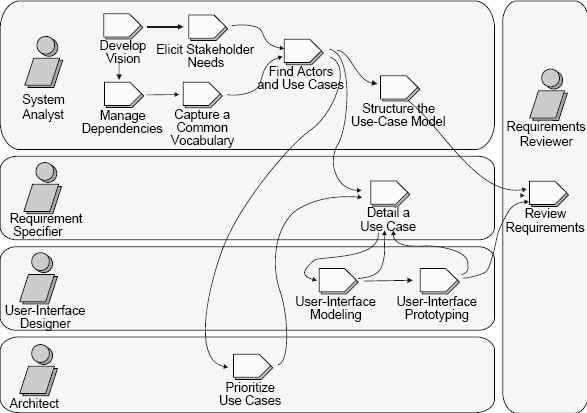 System
Analyst
Develop
Vision
Elicit Stakeholder
Needs
Find Actors
and Use Cases
Manage
Dependencies
Capture a
Common
Vocabulary
Structure the
Use-Case Model
Requirements
Reviewer
Requirement
Specifier
Detail a
Use Case
Review
Requirements
User-Interface
Designer
User-Interface
Modeling
User-Interface
Prototyping
Architect
Prioritize
Use Cases